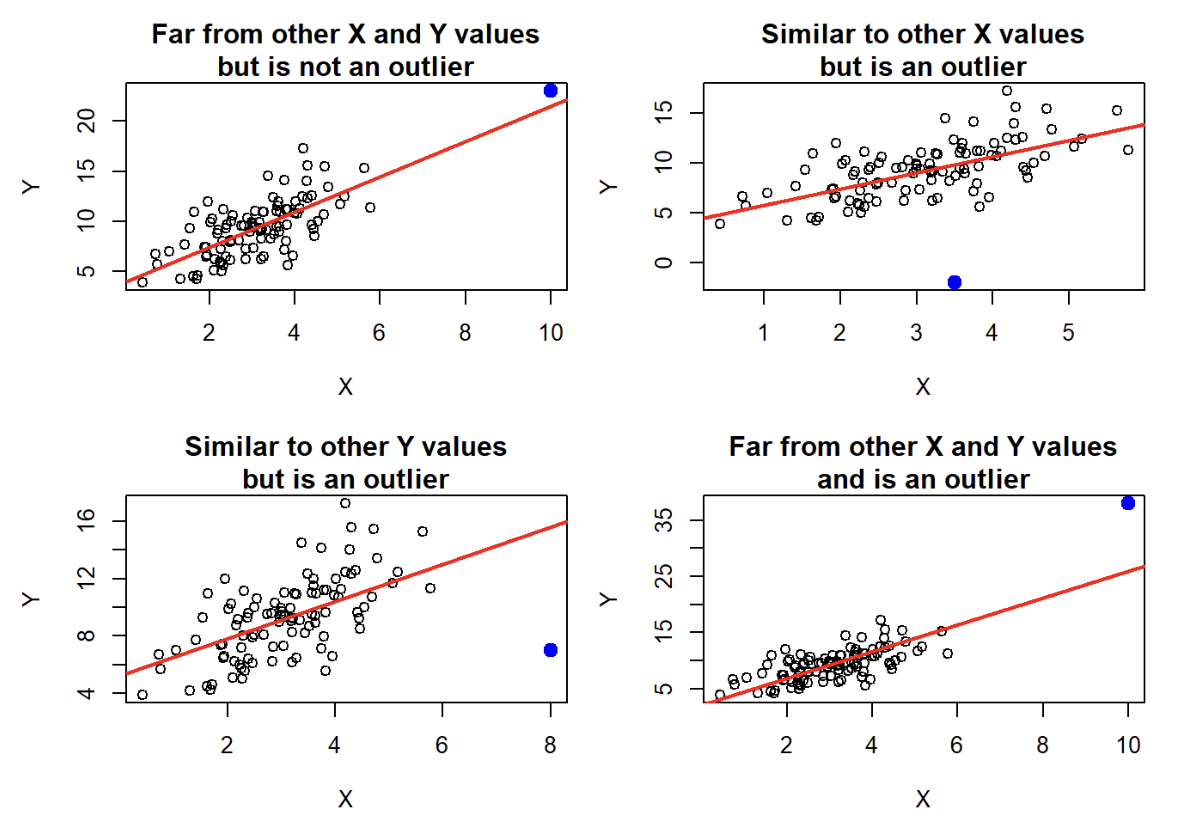 Far from other X and Y values
but is not an outlier
Y
20
15
10
5
2
4
6
8
10
X
Similar to other X values
but is an outlier
Y
15
10
5
0
1
2
3
4
5
X
Similar to other Y values
but is an outlier
Y
16
12
8
4
2
4
6
8
X
Far from other X and Y values
and is an outlier
Y
35
25
15
5
2
4
6
8
10
X